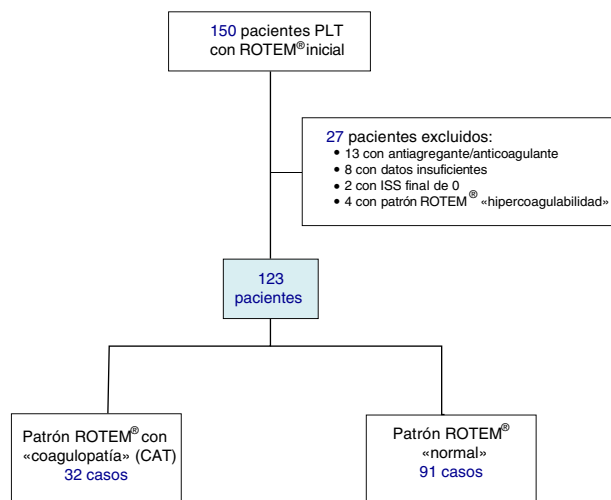 150 pacientes PLT
con ROTEM® inicial
27 pacientes excluidos:
• 13 con antiagregante/anticoagulante
• 8 con datos insuficientes
• 2 con ISS final de 0
• 4 con patrón ROTEM® «hipercoagulabilidad»
123
pacientes
Patrón ROTEM® con
«coagulopatía» (CAT)
32 casos
Patrón ROTEM®
«normal»
91 casos